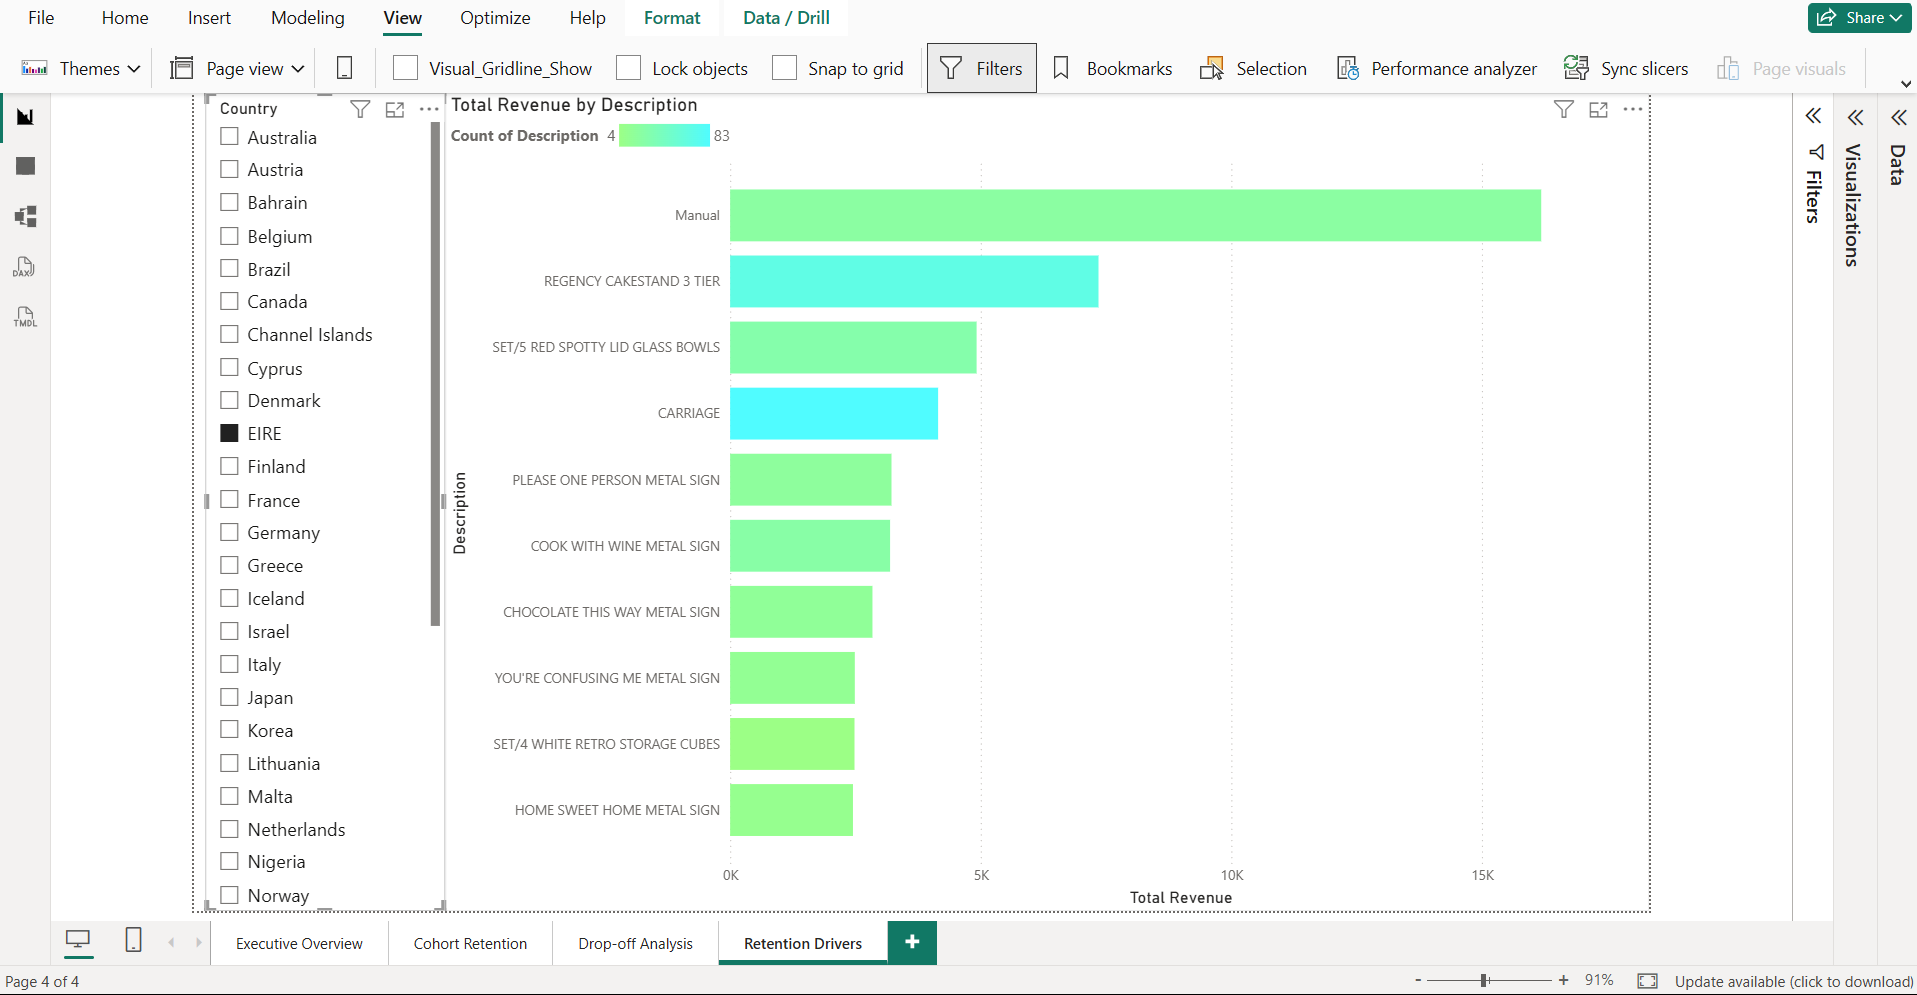 File Home Insert Modeling View Optimize Help Format Data / Drill Share
Themes Page view Visual_Gridline_Show Lock objects Snap to grid Filters Bookmarks Selection Performance analyzer Sync slicers Page visuals
Country
Australia
Austria
Bahrain
Belgium
Brazil
Canada
Channel Islands
Cyprus
Denmark
EIRE
Finland
France
Germany
Greece
Iceland
Israel
Italy
Japan
Korea
Lithuania
Malta
Netherlands
Nigeria
Norway
Total Revenue by Description
Count of Description 4 83
Description
Manual
REGENCY CAKESTAND 3 TIER
SET/5 RED SPOTTY LID GLASS BOWLS
CARRIAGE
PLEASE ONE PERSON METAL SIGN
COOK WITH WINE METAL SIGN
CHOCOLATE THIS WAY METAL SIGN
YOU'RE CONFUSING ME METAL SIGN
SET/4 WHITE RETRO STORAGE CUBES
HOME SWEET HOME METAL SIGN
0K 5K 10K 15K
Total Revenue
Filters
Visualizations
Data
DAX
TMDL
Executive Overview Cohort Retention Drop-off Analysis Retention Drivers +
Page 4 of 4 - + 91% Update available (click to download)